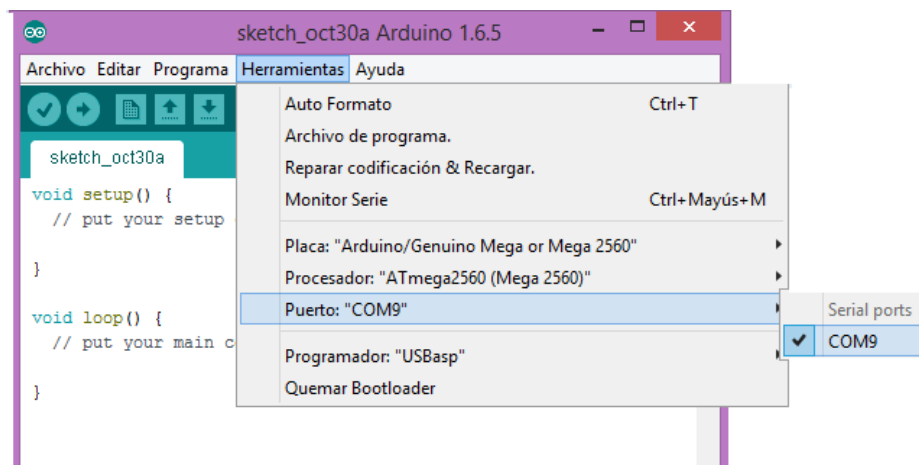 sketch_oct30a Arduino 1.6.5
Archivo Editar Programa Herramientas Ayuda
Auto Formato Ctrl+T
Archivo de programa.
Reparar codificación & Recargar.
Monitor Serie Ctrl+Mayús+M
Placa: "Arduino/Genuino Mega or Mega 2560"
Procesador: "ATmega2560 (Mega 2560)"
Puerto: "COM9"
Programador: "USBasp"
Quemar Bootloader
Serial ports
COM9
sketch_oct30a
void setup() {
// put your setup
}
void loop() {
// put your main c
}